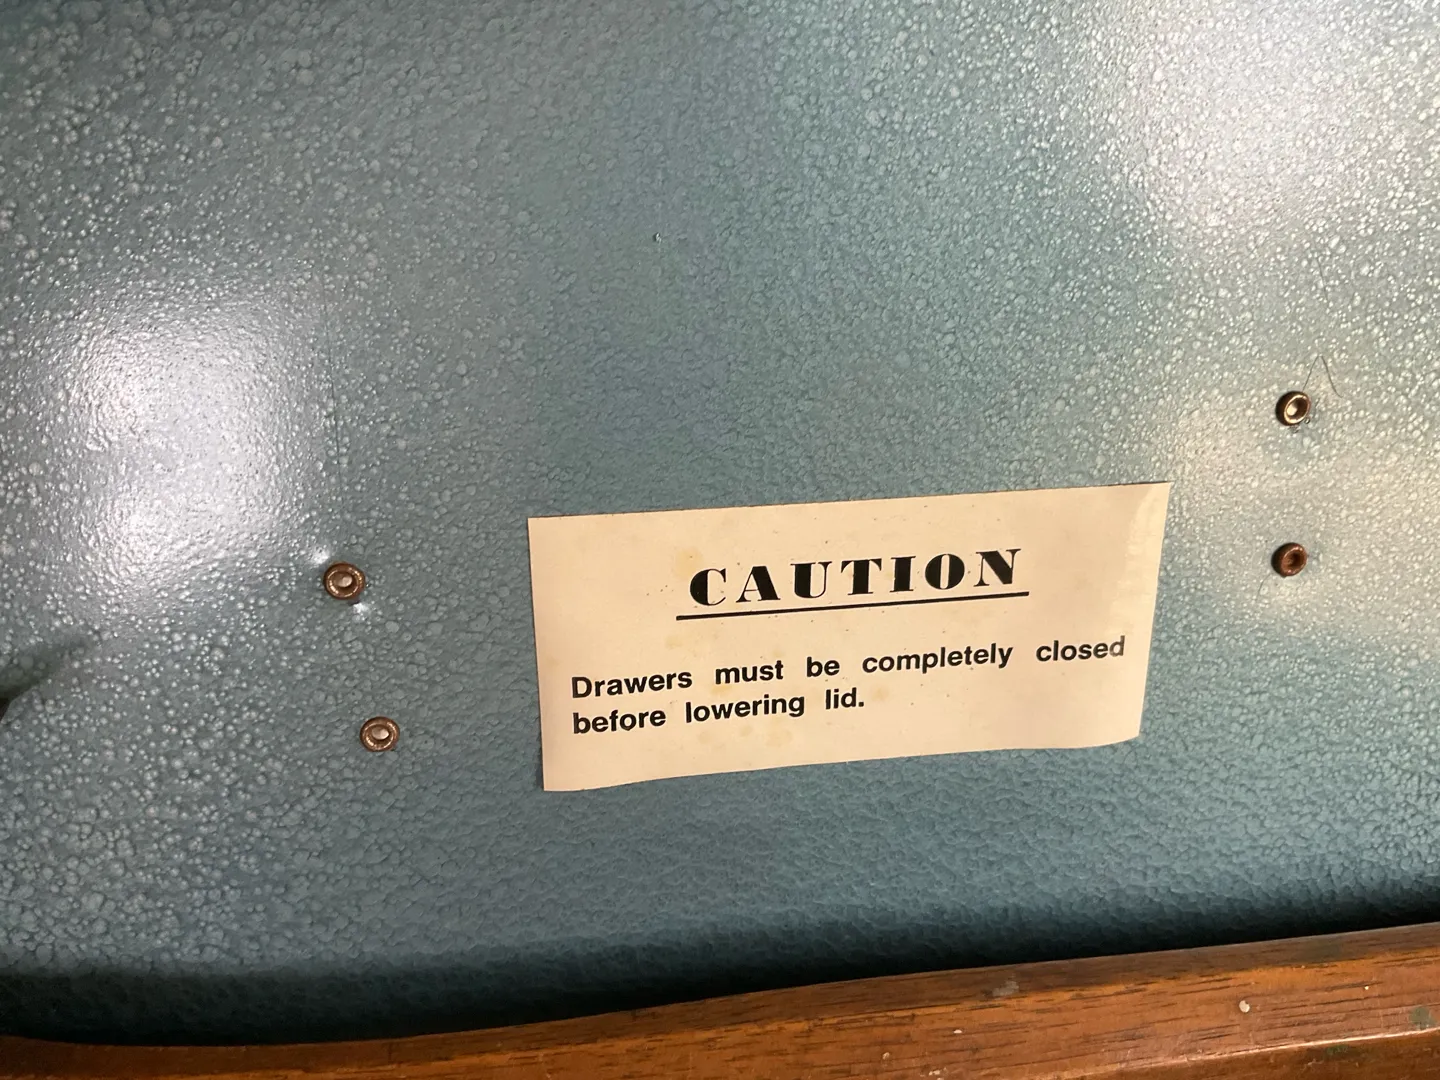 CAUTION
Drawers must be completely closed
before lowering lid.